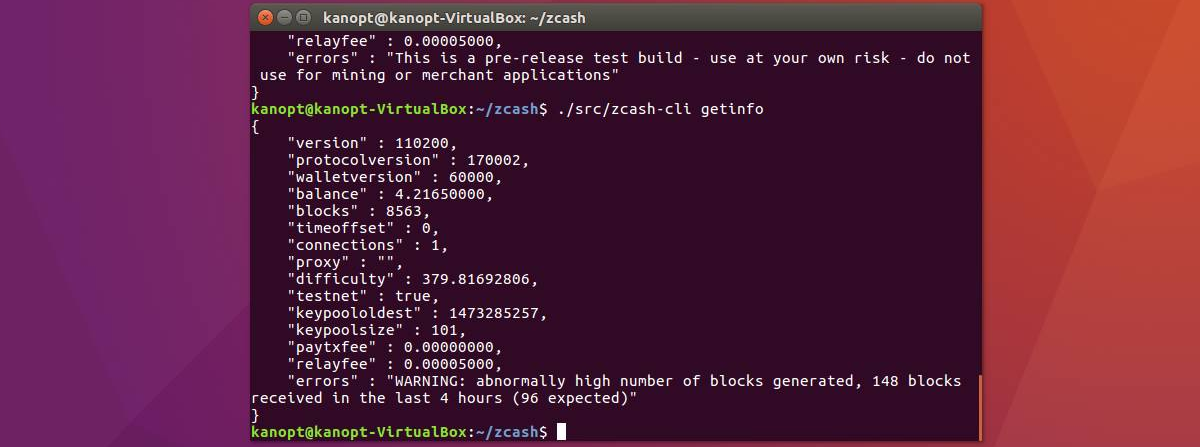 kanopt@kanopt-VirtualBox: ~/zcash
    "relayfee" : 0.00005000,
    "errors" : "This is a pre-release test build - use at your own risk - do not
 use for mining or merchant applications"
}
kanopt@kanopt-VirtualBox:~/zcash$ ./src/zcash-cli getinfo
{
    "version" : 110200,
    "protocolversion" : 170002,
    "walletversion" : 60000,
    "balance" : 4.21650000,
    "blocks" : 8563,
    "timeoffset" : 0,
    "connections" : 1,
    "proxy" : "",
    "difficulty" : 379.81692806,
    "testnet" : true,
    "keypoololdest" : 1473285257,
    "keypoolsize" : 101,
    "paytxfee" : 0.00000000,
    "relayfee" : 0.00005000,
    "errors" : "WARNING: abnormally high number of blocks generated, 148 blocks
received in the last 4 hours (96 expected)"
}
kanopt@kanopt-VirtualBox:~/zcash$